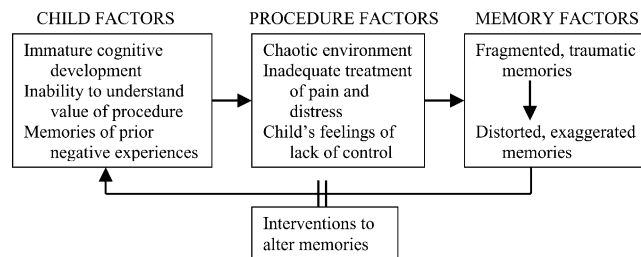 CHILD FACTORS
Immature cognitive
development
Inability to understand
value of procedure
Memories of prior
negative experiences
PROCEDURE FACTORS
Chaotic environment
Inadequate treatment
of pain and
distress
Child's feelings of
lack of control
MEMORY FACTORS
Fragmented, traumatic
memories
Distorted, exaggerated
memories
Interventions to
alter memories